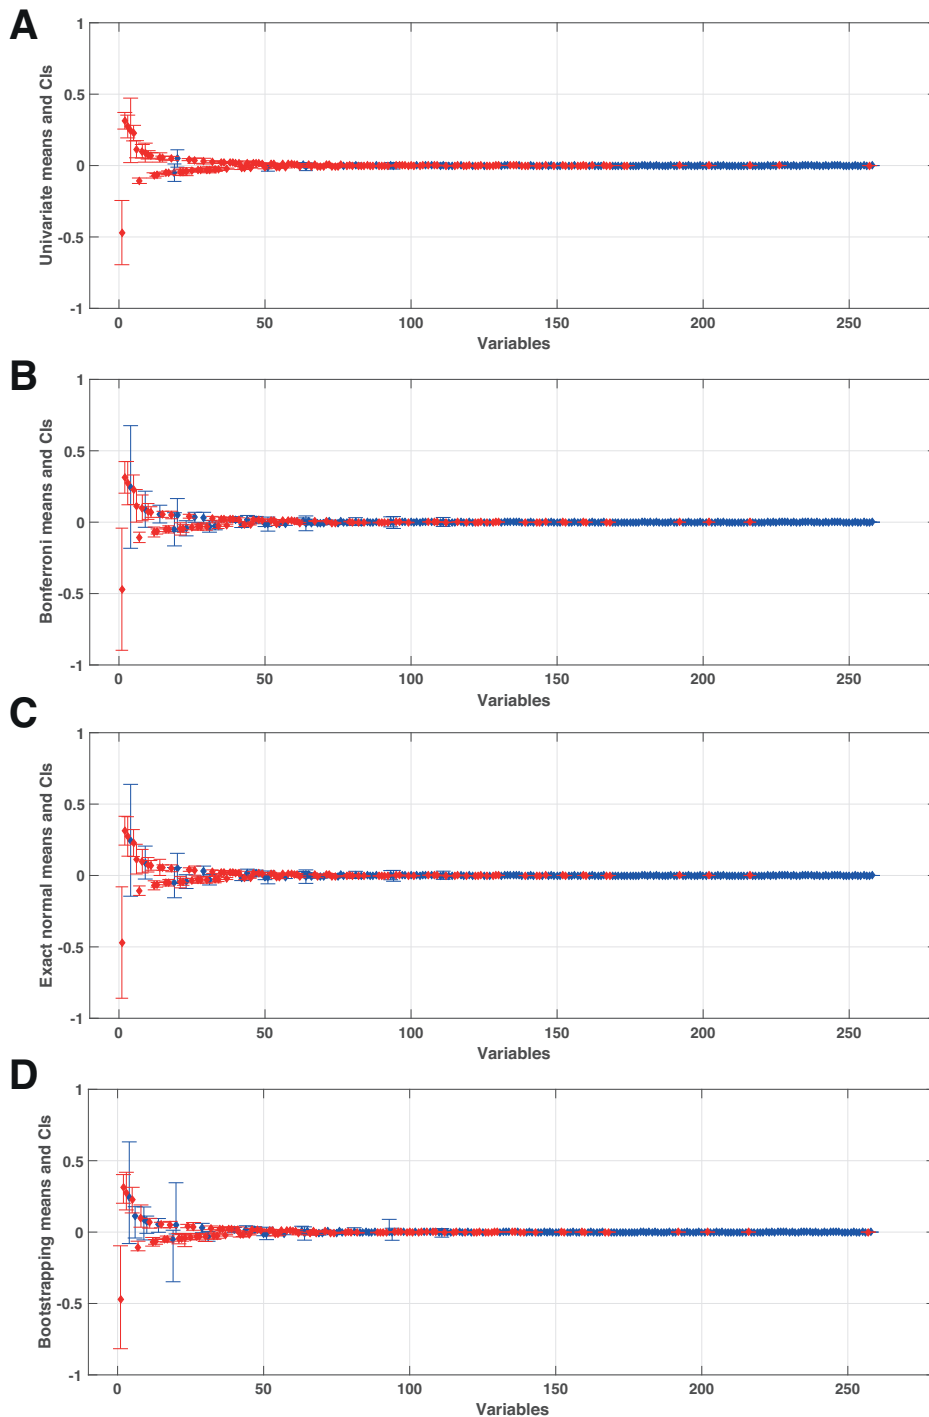 A
Univariate means and CIs
1
0.5
0
-0.5
-1
0 50 100 150 200 250
Variables
B
Bonferroni means and CIs
1
0.5
0
-0.5
-1
0 50 100 150 200 250
Variables
C
Exact normal means and CIs
1
0.5
0
-0.5
-1
0 50 100 150 200 250
Variables
D
Bootstrapping means and CIs
1
0.5
0
-0.5
-1
0 50 100 150 200 250
Variables